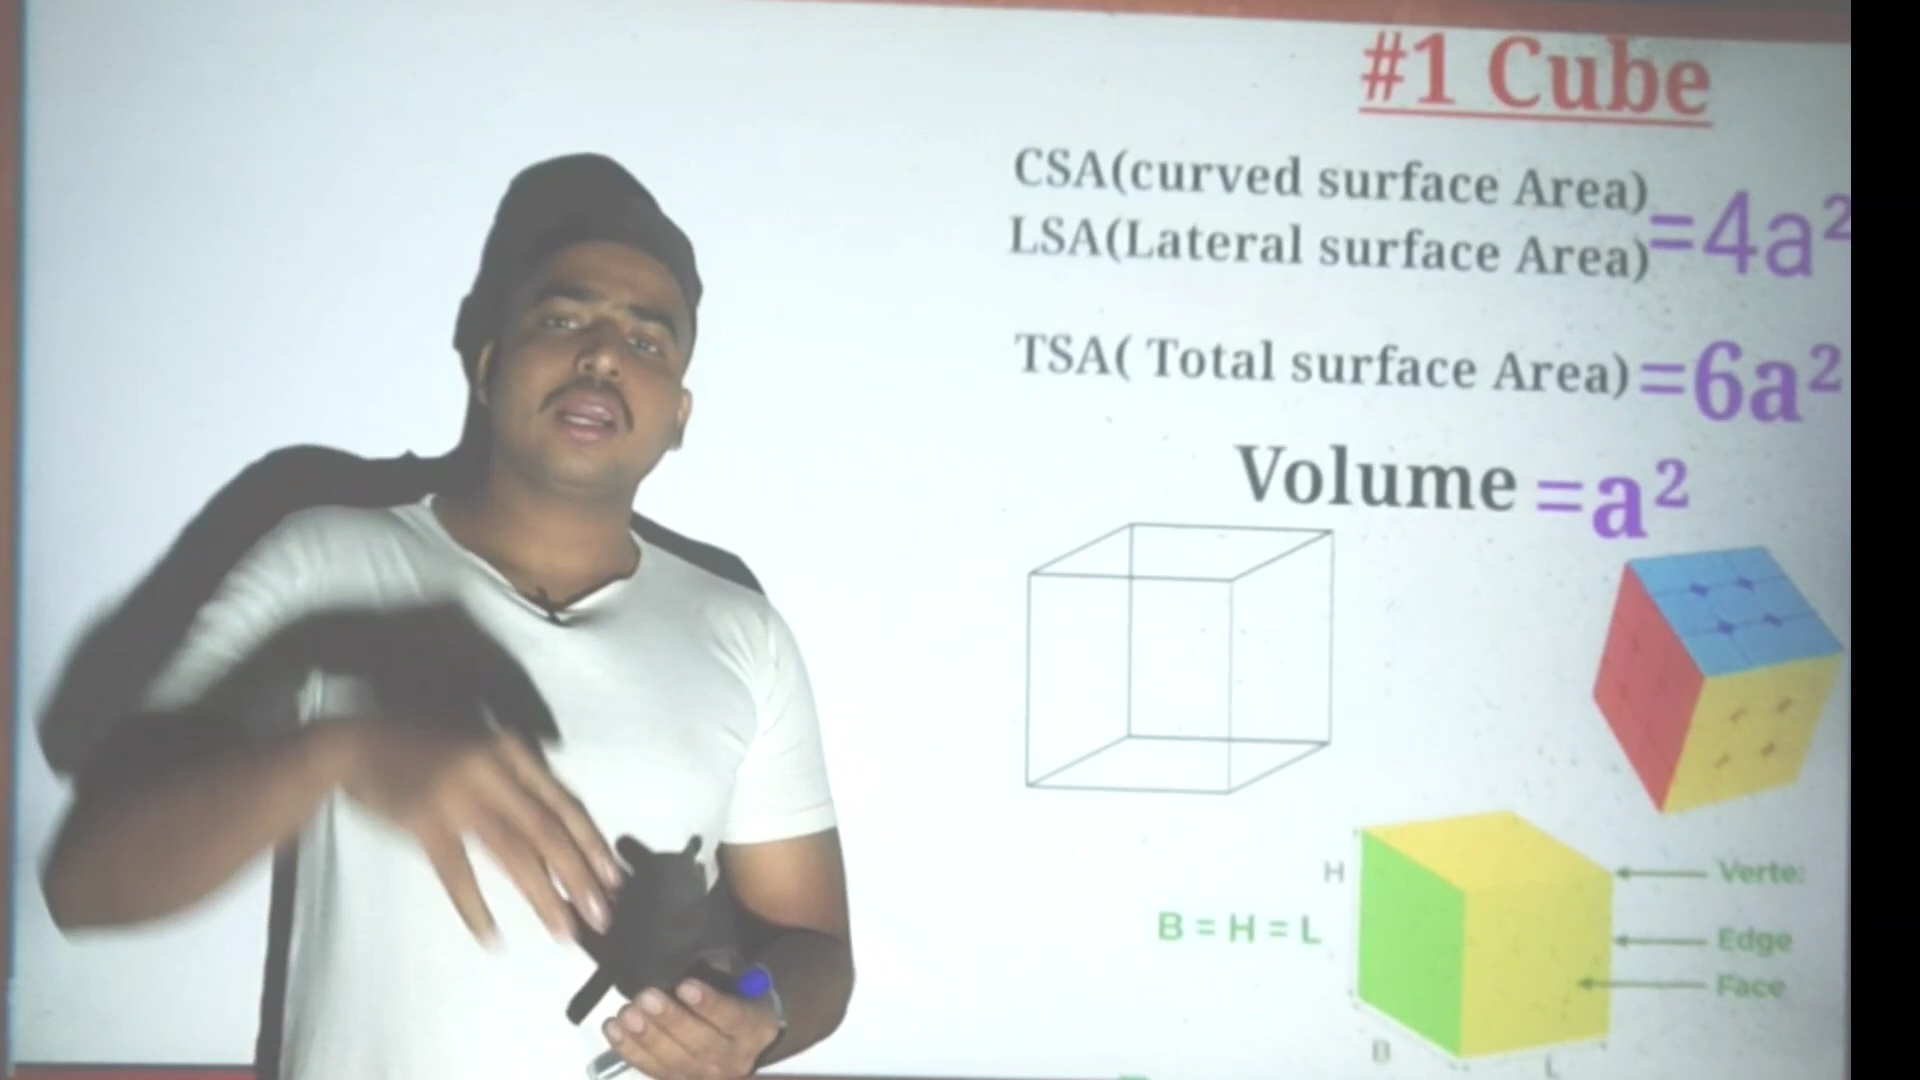 #1 Cube
CSA(curved surface Area)
LSA(Lateral surface Area)
=4a²
TSA( Total surface Area) =6a²
Volume =a²
H
Verte:
B = H = L
Edge
Face
B
L